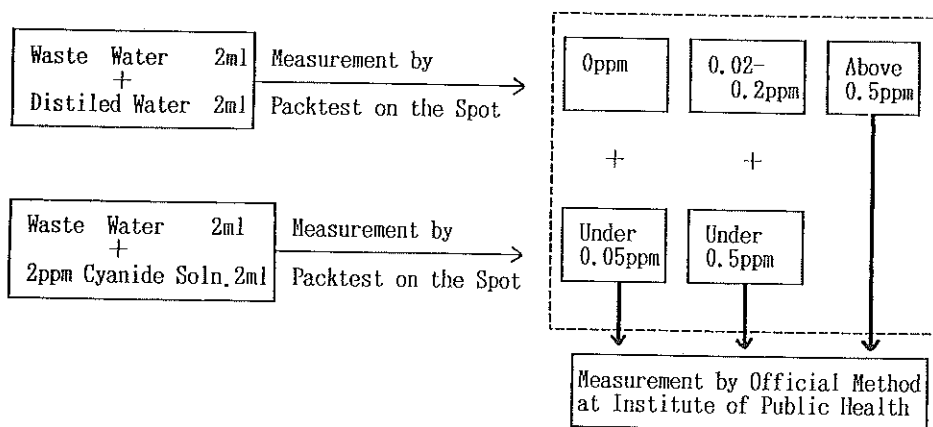 Waste Water 2ml
+
Distiled Water 2ml
Measurement by
Packtest on the Spot
0ppm
0.02-
0.2ppm
Above
0.5ppm
+
+
Waste Water 2ml
+
2ppm Cyanide Soln. 2ml
Measurement by
Packtest on the Spot
Under
0.05ppm
Under
0.5ppm
Measurement by Official Method
at Institute of Public Health